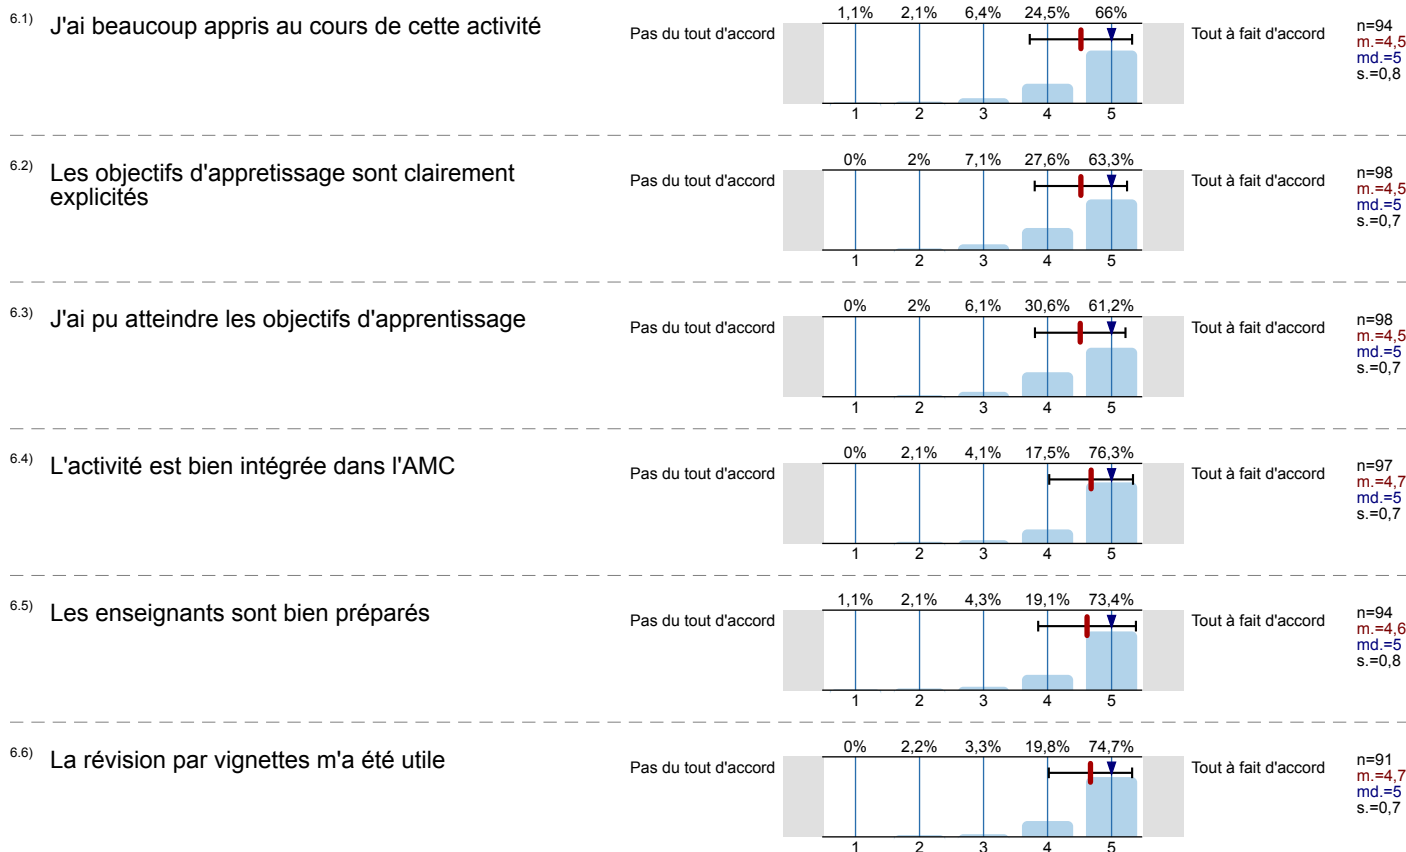 6.1) J'ai beaucoup appris au cours de cette activité
Pas du tout d'accord
1,1% 2,1% 6,4% 24,5% 66%
1 2 3 4 5
Tout à fait d'accord
n=94
m.=4,5
md.=5
s.=0,8
6.2) Les objectifs d'appretissage sont clairement
explicités
Pas du tout d'accord
0% 2% 7,1% 27,6% 63,3%
1 2 3 4 5
Tout à fait d'accord
n=98
m.=4,5
md.=5
s.=0,7
6.3) J'ai pu atteindre les objectifs d'apprentissage
Pas du tout d'accord
0% 2% 6,1% 30,6% 61,2%
1 2 3 4 5
Tout à fait d'accord
n=98
m.=4,5
md.=5
s.=0,7
6.4) L'activité est bien intégrée dans l'AMC
Pas du tout d'accord
0% 2,1% 4,1% 17,5% 76,3%
1 2 3 4 5
Tout à fait d'accord
n=97
m.=4,7
md.=5
s.=0,7
6.5) Les enseignants sont bien préparés
Pas du tout d'accord
1,1% 2,1% 4,3% 19,1% 73,4%
1 2 3 4 5
Tout à fait d'accord
n=94
m.=4,6
md.=5
s.=0,8
6.6) La révision par vignettes m'a été utile
Pas du tout d'accord
0% 2,2% 3,3% 19,8% 74,7%
1 2 3 4 5
Tout à fait d'accord
n=91
m.=4,7
md.=5
s.=0,7